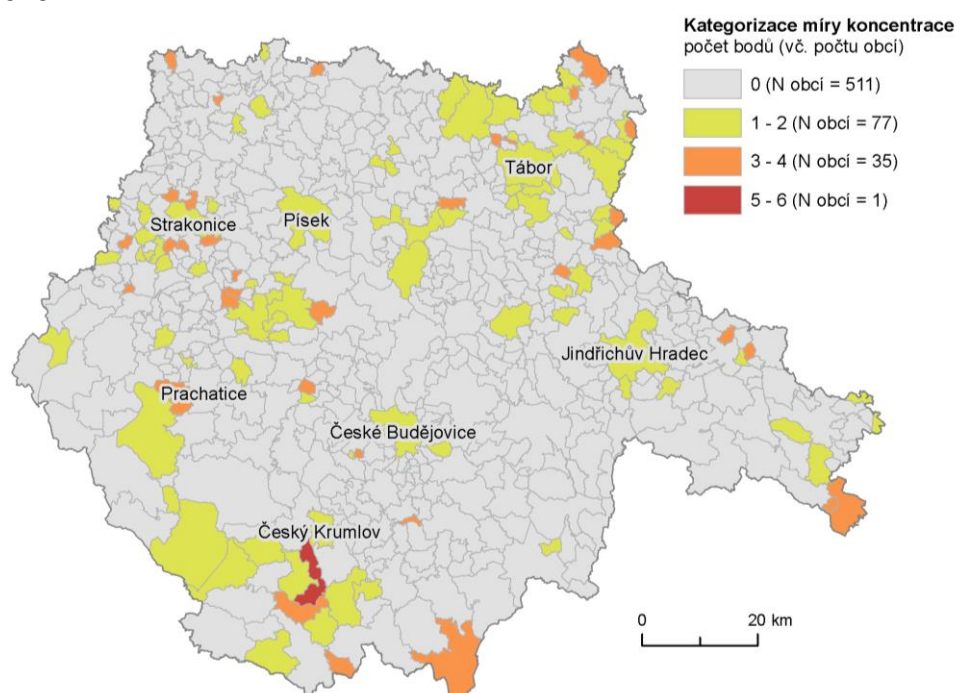 Kategorizace míry koncentrace
počet bodů (vč. počtu obcí)
0 (N obcí = 511)
1 - 2 (N obcí = 77)
3 - 4 (N obcí = 35)
5 - 6 (N obcí = 1)
Tábor
Písek
Strakonice
Jindřichův Hradec
Prachatice
České Budějovice
Český Krumlov
0 20 km